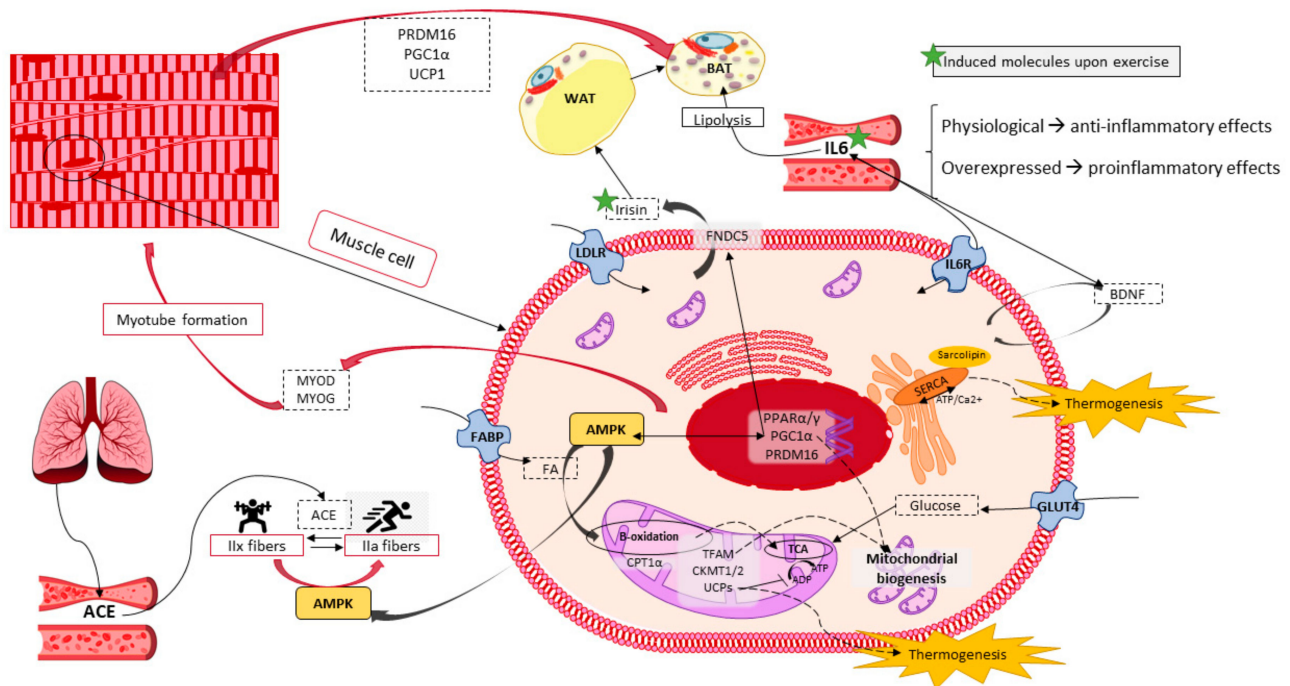 PRDM16
PGC1α
UCP1
WAT
BAT
Lipolysis
Induced molecules upon exercise
IL6
Physiological → anti-inflammatory effects
Overexpressed → proinflammatory effects
Irisin
FNDC5
LDLR
IL6R
BDNF
Muscle cell
Myotube formation
MYOD
MYOG
Sarcolipin
SERCA
ATP/Ca2+
Thermogenesis
PPARα/γ
PGC1α
PRDM16
AMPK
FABP
FA
ACE
IIx fibers
IIa fibers
AMPK
ACE
Glucose
GLUT4
B-oxidation
CPT1α
TFAM
CKMT1/2
UCPs
TCA
ATP
ADP
Mitochondrial
biogenesis
Thermogenesis